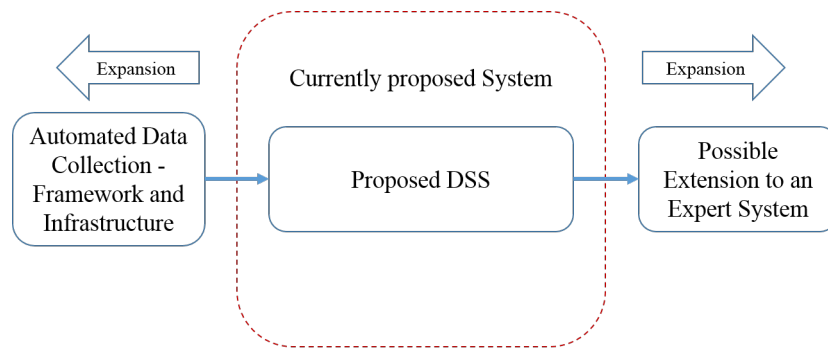 Expansion
Expansion
Currently proposed System
Automated Data
Collection -
Framework and
Infrastructure
Proposed DSS
Possible
Extension to an
Expert System